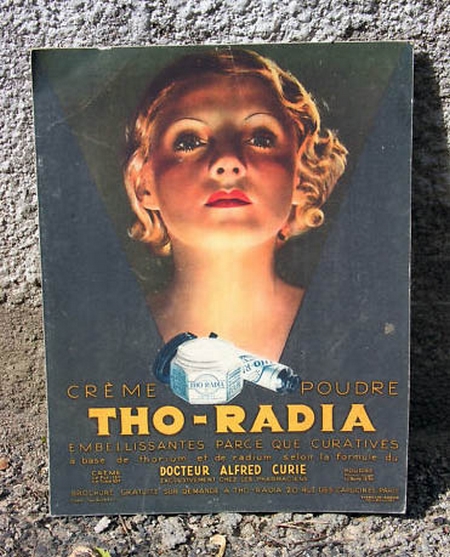 THO-RADIA
CRÈME POUDRE
THO-RADIA
EMBELLISSANTES PARCE QUE CURATIVES
à base de thorium et de radium selon la formule du
DOCTEUR ALFRED CURIE
EXCLUSIVEMENT CHEZ LES PHARMACIENS
CRÈME
POUDRE
BROCHURE GRATUITE SUR DEMANDE A THO-RADIA 20 RUE DES CAPUCINES PARIS